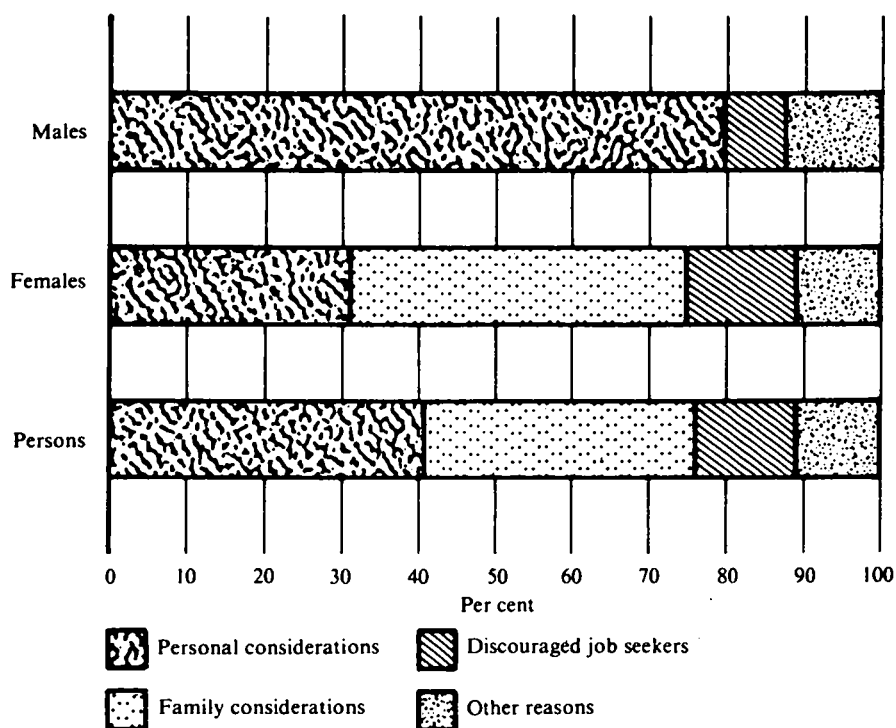 Males
Females
Persons
0 10 20 30 40 50 60 70 80 90 100
Per cent
Personal considerations
Discouraged job seekers
Family considerations
Other reasons